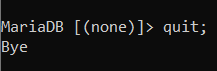 MariaDB [(none)]> quit;
Bye